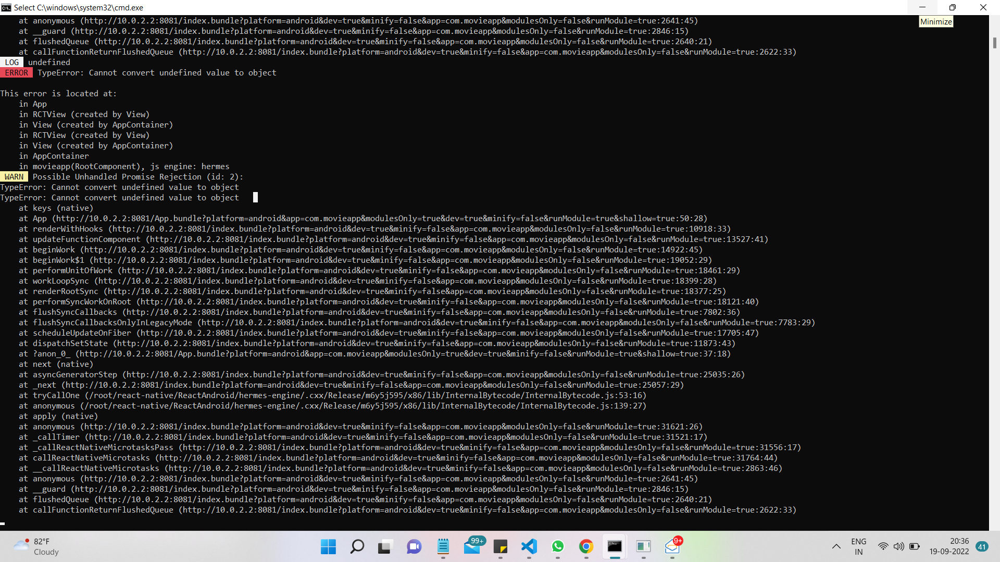 Select C:\windows\system32\cmd.exe
Minimize
    at anonymous (http://10.0.2.2:8081/index.bundle?platform=android&dev=true&minify=false&app=com.movieapp&modulesOnly=false&runModule=true:2641:45)
    at __guard (http://10.0.2.2:8081/index.bundle?platform=android&dev=true&minify=false&app=com.movieapp&modulesOnly=false&runModule=true:2846:15)
    at flushedQueue (http://10.0.2.2:8081/index.bundle?platform=android&dev=true&minify=false&app=com.movieapp&modulesOnly=false&runModule=true:2640:21)
    at callFunctionReturnFlushedQueue (http://10.0.2.2:8081/index.bundle?platform=android&dev=true&minify=false&app=com.movieapp&modulesOnly=false&runModule=true:2622:33)
LOG undefined
ERROR TypeError: Cannot convert undefined value to object
This error is located at:
    in App
    in RCTView (created by View)
    in View (created by AppContainer)
    in RCTView (created by View)
    in View (created by AppContainer)
    in AppContainer
    in movieapp(RootComponent), js engine: hermes
WARN Possible Unhandled Promise Rejection (id: 2):
TypeError: Cannot convert undefined value to object
TypeError: Cannot convert undefined value to object
    at keys (native)
    at App (http://10.0.2.2:8081/App.bundle?platform=android&app=com.movieapp&modulesOnly=true&dev=true&minify=false&runModule=true&shallow=true:50:28)
    at renderWithHooks (http://10.0.2.2:8081/index.bundle?platform=android&dev=true&minify=false&app=com.movieapp&modulesOnly=false&runModule=true:10918:33)
    at updateFunctionComponent (http://10.0.2.2:8081/index.bundle?platform=android&dev=true&minify=false&app=com.movieapp&modulesOnly=false&runModule=true:13527:41)
    at beginWork (http://10.0.2.2:8081/index.bundle?platform=android&dev=true&minify=false&app=com.movieapp&modulesOnly=false&runModule=true:14922:45)
    at beginWork$1 (http://10.0.2.2:8081/index.bundle?platform=android&dev=true&minify=false&app=com.movieapp&modulesOnly=false&runModule=true:19052:29)
    at performUnitOfWork (http://10.0.2.2:8081/index.bundle?platform=android&dev=true&minify=false&app=com.movieapp&modulesOnly=false&runModule=true:18461:29)
    at workLoopSync (http://10.0.2.2:8081/index.bundle?platform=android&dev=true&minify=false&app=com.movieapp&modulesOnly=false&runModule=true:18399:28)
    at renderRootSync (http://10.0.2.2:8081/index.bundle?platform=android&dev=true&minify=false&app=com.movieapp&modulesOnly=false&runModule=true:18377:25)
    at performSyncWorkOnRoot (http://10.0.2.2:8081/index.bundle?platform=android&dev=true&minify=false&app=com.movieapp&modulesOnly=false&runModule=true:18121:40)
    at flushSyncCallbacks (http://10.0.2.2:8081/index.bundle?platform=android&dev=true&minify=false&app=com.movieapp&modulesOnly=false&runModule=true:7802:36)
    at flushSyncCallbacksOnlyInLegacyMode (http://10.0.2.2:8081/index.bundle?platform=android&dev=true&minify=false&app=com.movieapp&modulesOnly=false&runModule=true:7783:29)
    at scheduleUpdateOnFiber (http://10.0.2.2:8081/index.bundle?platform=android&dev=true&minify=false&app=com.movieapp&modulesOnly=false&runModule=true:17705:47)
    at dispatchSetState (http://10.0.2.2:8081/index.bundle?platform=android&dev=true&minify=false&app=com.movieapp&modulesOnly=false&runModule=true:11873:43)
    at ?anon_0_ (http://10.0.2.2:8081/App.bundle?platform=android&app=com.movieapp&modulesOnly=true&dev=true&minify=false&runModule=true&shallow=true:37:18)
    at next (native)
    at asyncGeneratorStep (http://10.0.2.2:8081/index.bundle?platform=android&dev=true&minify=false&app=com.movieapp&modulesOnly=false&runModule=true:25035:26)
    at _next (http://10.0.2.2:8081/index.bundle?platform=android&dev=true&minify=false&app=com.movieapp&modulesOnly=false&runModule=true:25057:29)
    at tryCallOne (/root/react-native/ReactAndroid/hermes-engine/.cxx/Release/m6y5j595/x86/lib/InternalBytecode/InternalBytecode.js:53:16)
    at anonymous (/root/react-native/ReactAndroid/hermes-engine/.cxx/Release/m6y5j595/x86/lib/InternalBytecode/InternalBytecode.js:139:27)
    at apply (native)
    at anonymous (http://10.0.2.2:8081/index.bundle?platform=android&dev=true&minify=false&app=com.movieapp&modulesOnly=false&runModule=true:31621:26)
    at _callTimer (http://10.0.2.2:8081/index.bundle?platform=android&dev=true&minify=false&app=com.movieapp&modulesOnly=false&runModule=true:31521:17)
    at _callReactNativeMicrotasksPass (http://10.0.2.2:8081/index.bundle?platform=android&dev=true&minify=false&app=com.movieapp&modulesOnly=false&runModule=true:31556:17)
    at callReactNativeMicrotasks (http://10.0.2.2:8081/index.bundle?platform=android&dev=true&minify=false&app=com.movieapp&modulesOnly=false&runModule=true:31764:44)
    at __callReactNativeMicrotasks (http://10.0.2.2:8081/index.bundle?platform=android&dev=true&minify=false&app=com.movieapp&modulesOnly=false&runModule=true:2863:46)
    at anonymous (http://10.0.2.2:8081/index.bundle?platform=android&dev=true&minify=false&app=com.movieapp&modulesOnly=false&runModule=true:2641:45)
    at __guard (http://10.0.2.2:8081/index.bundle?platform=android&dev=true&minify=false&app=com.movieapp&modulesOnly=false&runModule=true:2846:15)
    at flushedQueue (http://10.0.2.2:8081/index.bundle?platform=android&dev=true&minify=false&app=com.movieapp&modulesOnly=false&runModule=true:2640:21)
    at callFunctionReturnFlushedQueue (http://10.0.2.2:8081/index.bundle?platform=android&dev=true&minify=false&app=com.movieapp&modulesOnly=false&runModule=true:2622:33)
82°F
Cloudy
99+
9+
ENG
IN
20:36
19-09-2022
41